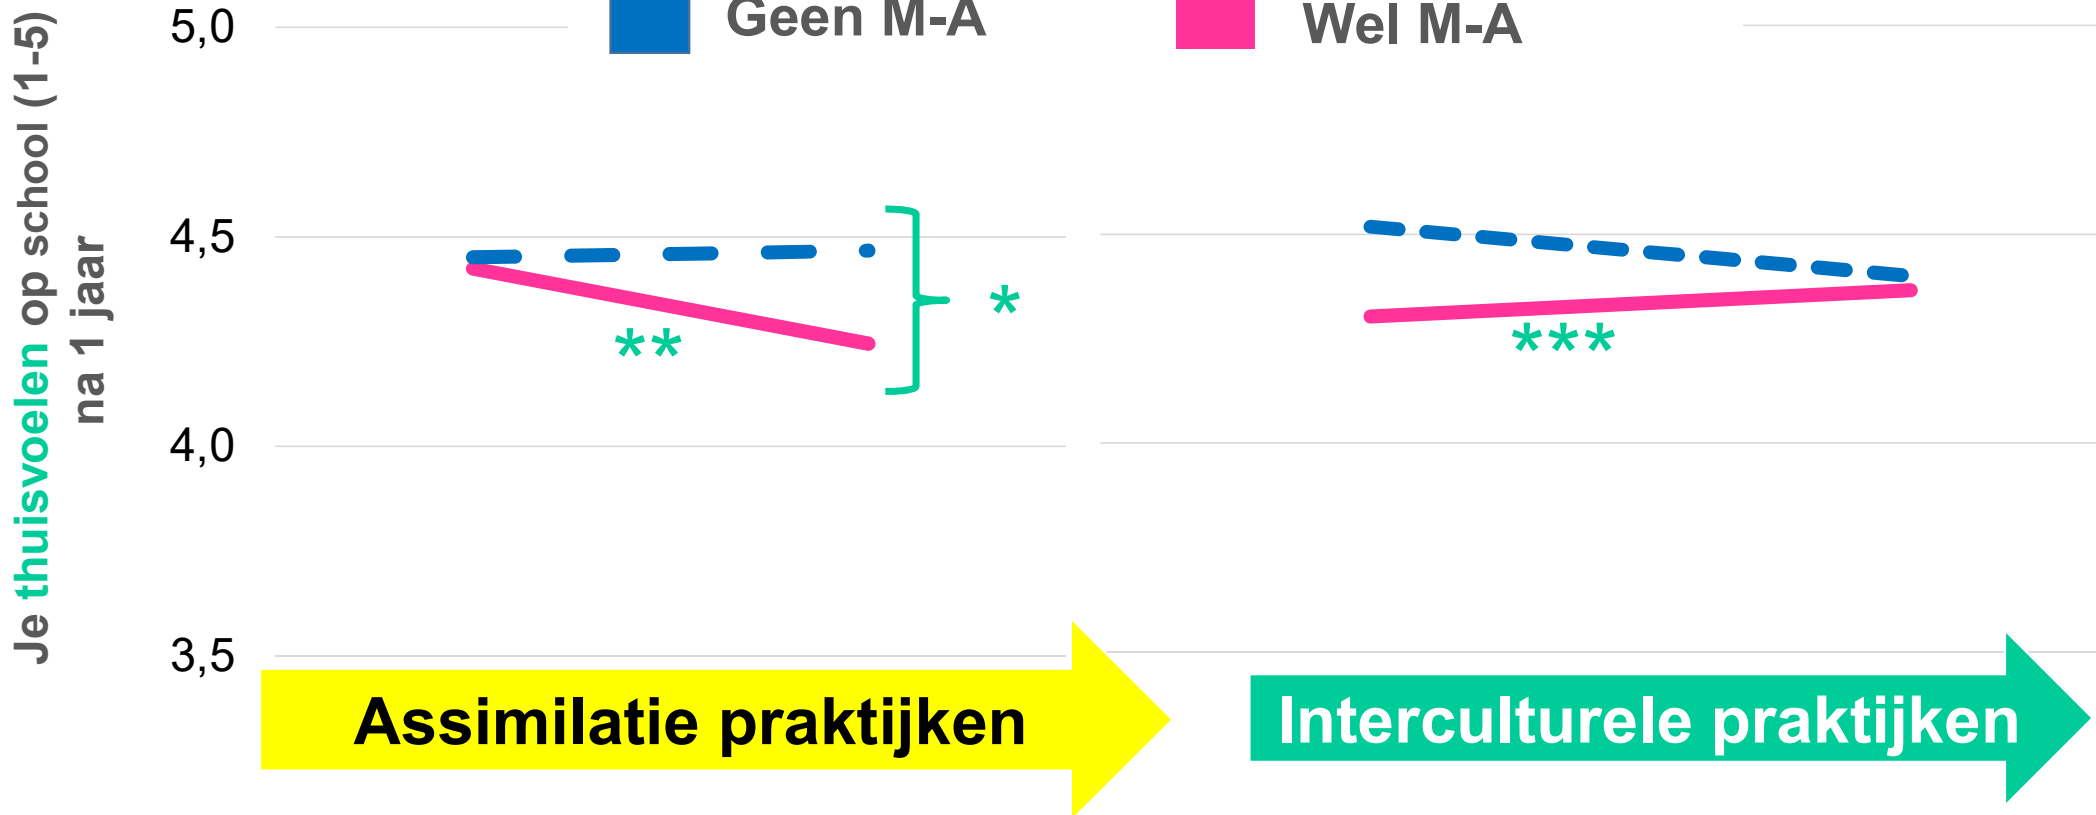 Geen M-A
Wel M-A
Je thuisvoelen op school (1-5)
na 1 jaar
5,0
4,5
4,0
3,5
**
*
***
Assimilatie praktijken
Interculturele praktijken